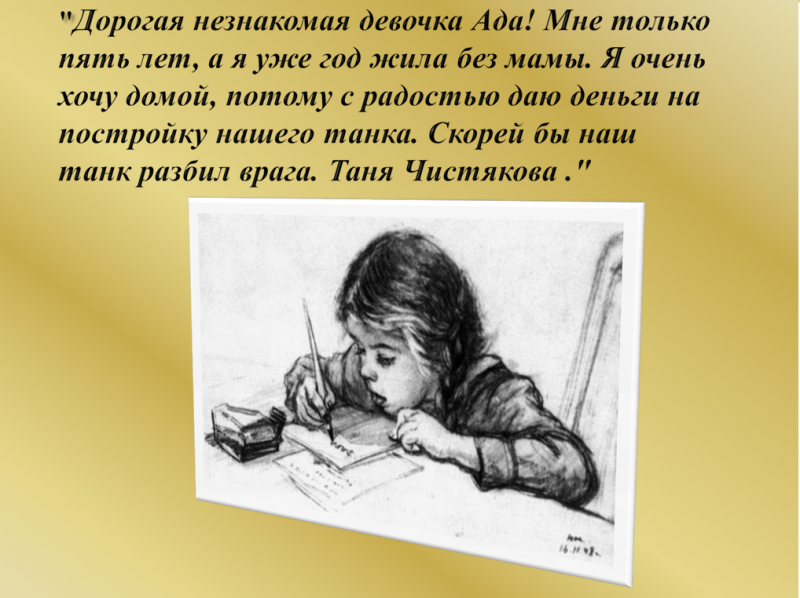 "Дорогая незнакомая девочка Ада! Мне только
пять лет, а я уже год жила без мамы. Я очень
хочу домой, потому с радостью даю деньги на
постройку нашего танка. Скорей бы наш
танк разбил врага. Таня Чистякова ."